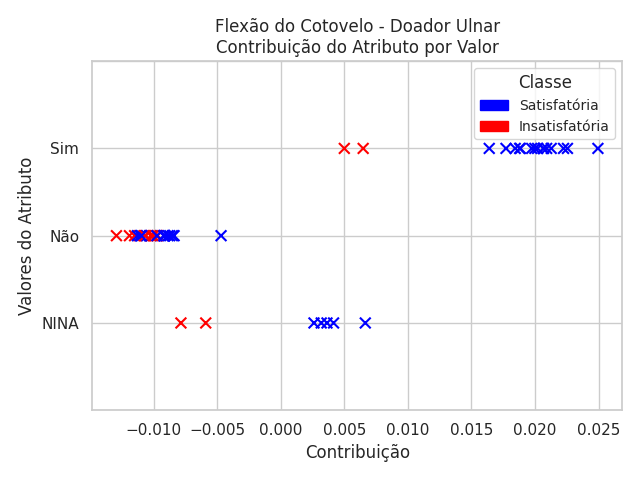 Flexão do Cotovelo - Doador Ulnar
Contribuição do Atributo por Valor
Classe
Satisfatória
Insatisfatória
Valores do Atributo
Sim
Não
NINA
−0.010 −0.005 0.000 0.005 0.010 0.015 0.020 0.025
Contribuição